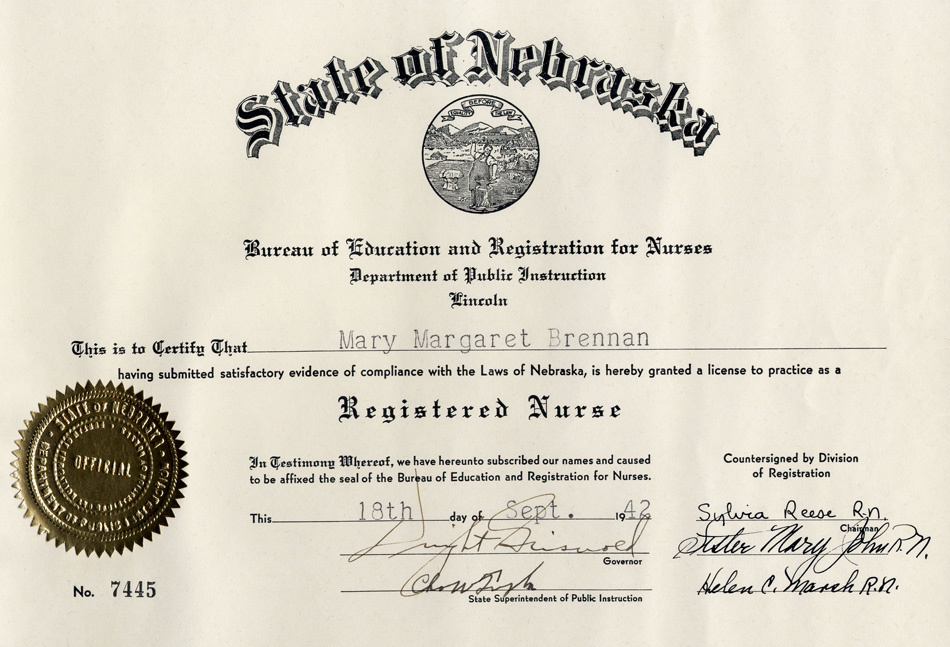 State of Nebraska
EQUALITY BEFORE THE LAW
Bureau of Education and Registration for Nurses
Department of Public Instruction
Lincoln
This is to Certify That Mary Margaret Brennan
having submitted satisfactory evidence of compliance with the Laws of Nebraska, is hereby granted a license to practice as a
Registered Nurse
STATE OF NEBRASKA
OFFICIAL
In Testimony Whereof, we have hereunto subscribed our names and caused
to be affixed the seal of the Bureau of Education and Registration for Nurses.
This 18th day of Sept. 1942
Dwight Griswold
Governor
State Superintendent of Public Instruction
Countersigned by Division
of Registration
Sylvia Reese R.n.
Chairman
Sister Mary John R.N.
Helen C. Marsh R.n.
No. 7445